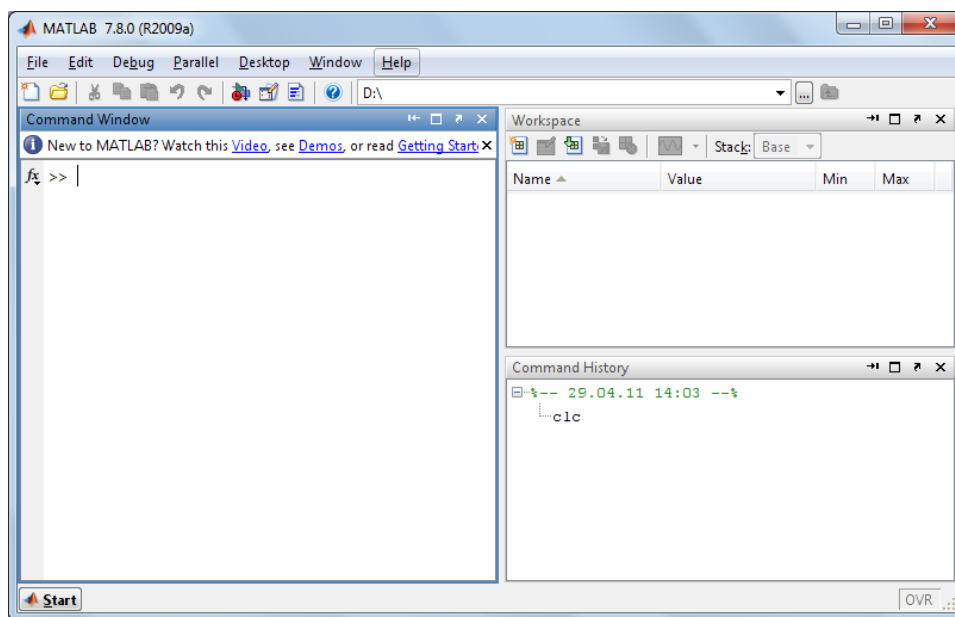 MATLAB 7.8.0 (R2009a)
File Edit Debug Parallel Desktop Window Help
D:\ ...
Command Window
New to MATLAB? Watch this Video, see Demos, or read Getting Start
fx >>
Workspace
Stack: Base
Name Value Min Max
Command History
%-- 29.04.11 14:03 --%
clc
Start
OVR